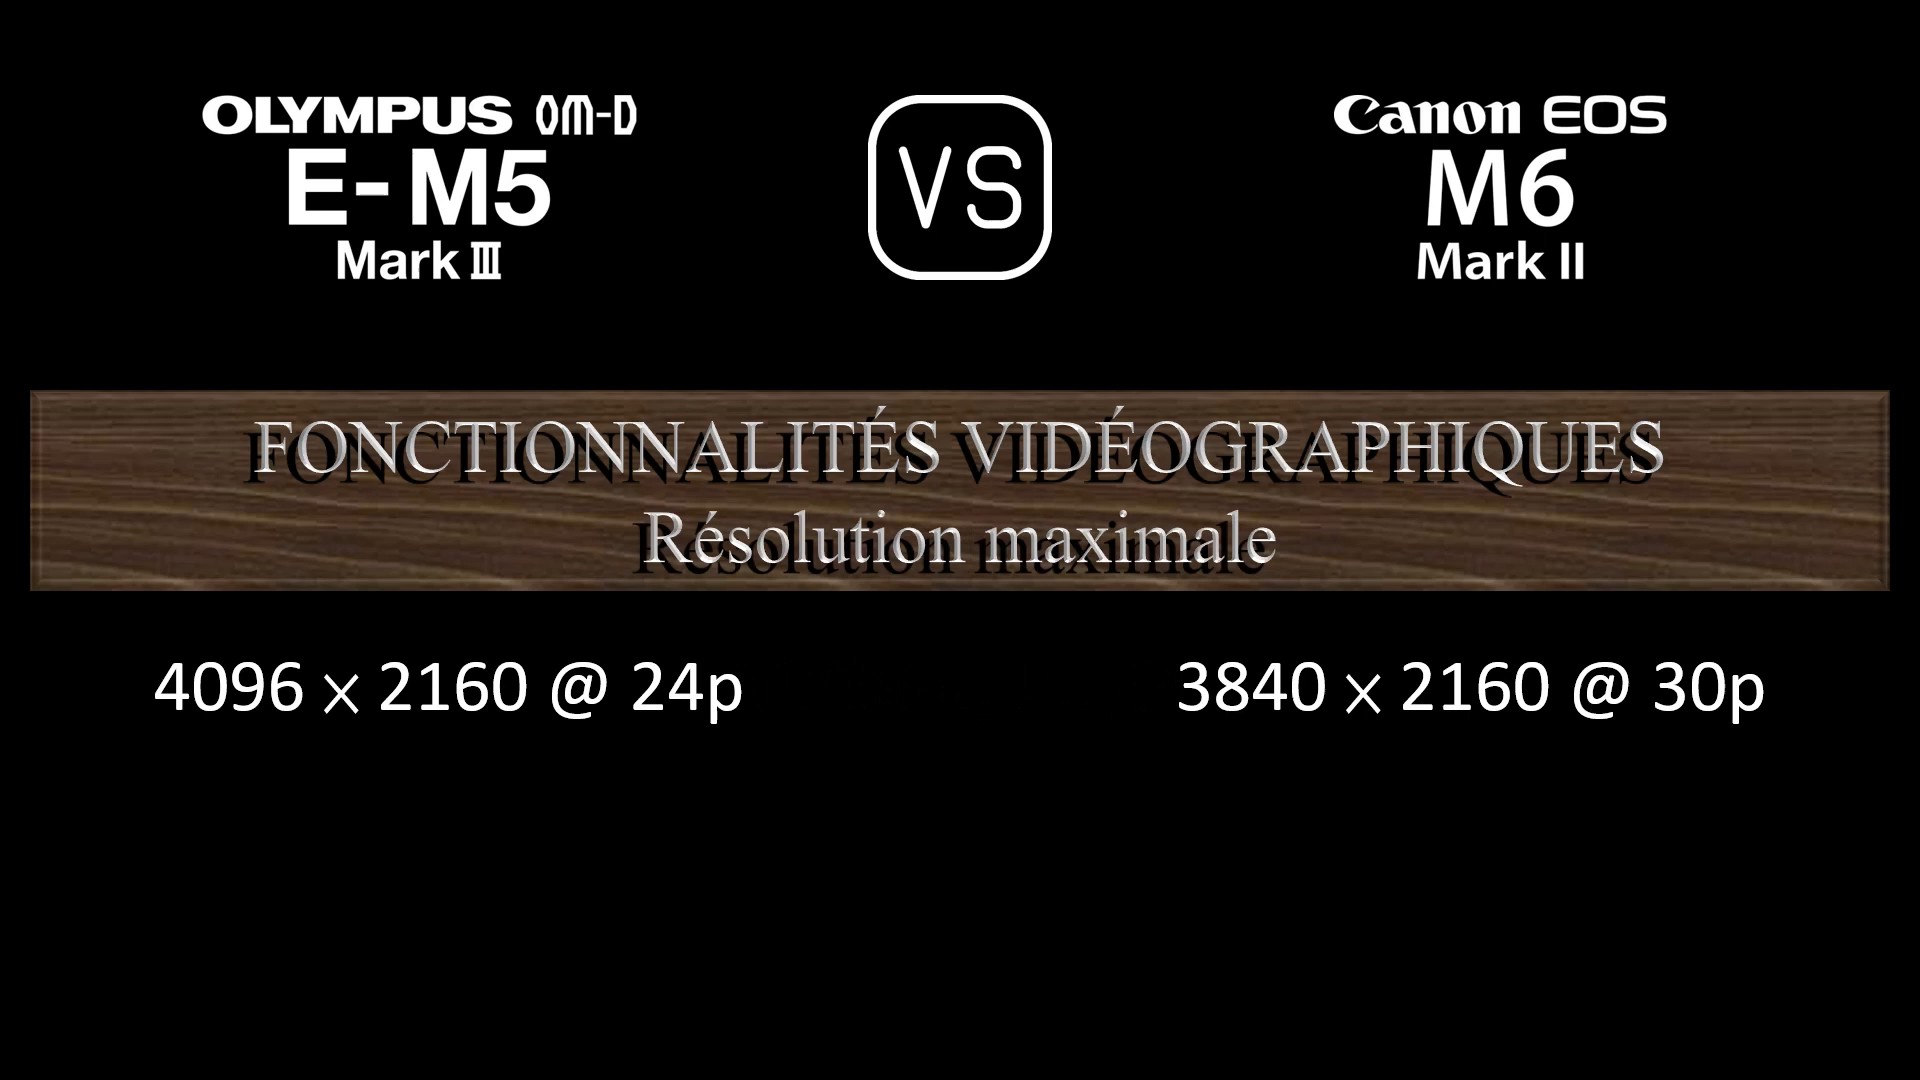 OLYMPUS OM-D
E-M5
Mark III
VS
Canon EOS
M6
Mark II
FONCTIONNALITÉS VIDÉOGRAPHIQUES
Résolution maximale
4096 x 2160 @ 24p
3840 x 2160 @ 30p